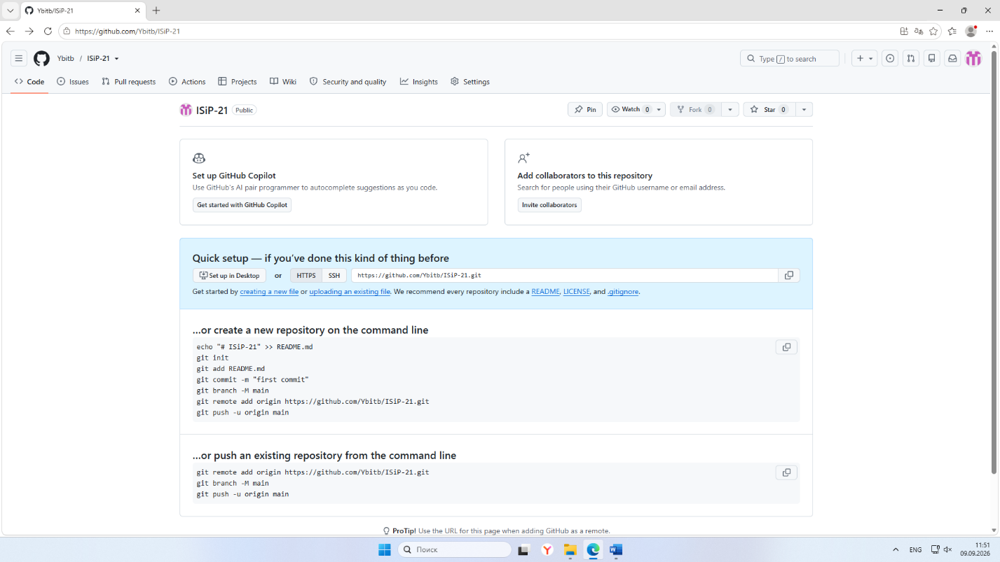 Ybitb/ISiP-21
https://github.com/Ybitb/ISiP-21
Ybitb / ISiP-21
Type / to search
Code Issues Pull requests Actions Projects Wiki Security and quality Insights Settings
ISiP-21 Public
Pin Watch 0 Fork 0 Star 0
Set up GitHub Copilot
Use GitHub's AI pair programmer to autocomplete suggestions as you code.
Get started with GitHub Copilot
Add collaborators to this repository
Search for people using their GitHub username or email address.
Invite collaborators
Quick setup — if you've done this kind of thing before
Set up in Desktop or HTTPS SSH https://github.com/Ybitb/ISiP-21.git
Get started by creating a new file or uploading an existing file. We recommend every repository include a README, LICENSE, and .gitignore.
...or create a new repository on the command line
echo "# ISiP-21" >> README.md
git init
git add README.md
git commit -m "first commit"
git branch -M main
git remote add origin https://github.com/Ybitb/ISiP-21.git
git push -u origin main
...or push an existing repository from the command line
git remote add origin https://github.com/Ybitb/ISiP-21.git
git branch -M main
git push -u origin main
ProTip! Use the URL for this page when adding GitHub as a remote.
Поиск
ENG
11:51
09.09.2026